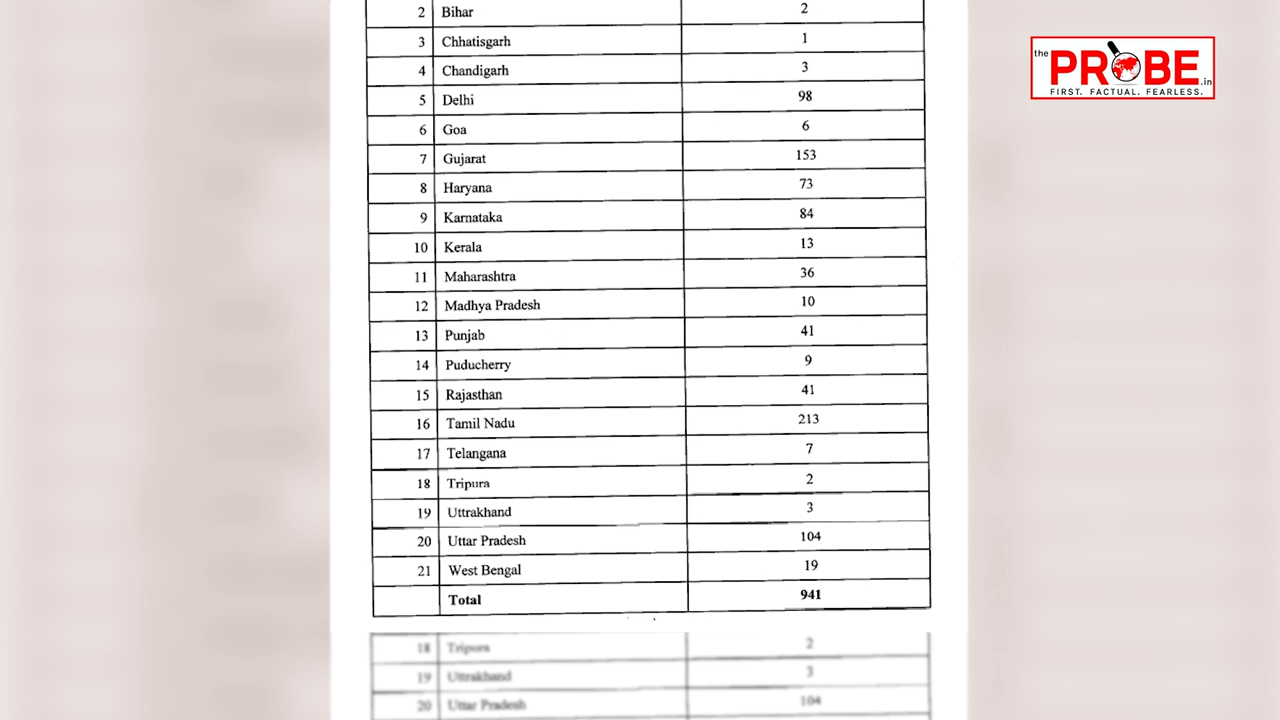 2 Bihar 2
3 Chhatisgarh 1
4 Chandigarh 3
5 Delhi 98
6 Goa 6
7 Gujarat 153
8 Haryana 73
9 Karnataka 84
10 Kerala 13
11 Maharashtra 36
12 Madhya Pradesh 10
13 Punjab 41
14 Puducherry 9
15 Rajasthan 41
16 Tamil Nadu 213
17 Telangana 7
18 Tripura 2
19 Uttrakhand 3
20 Uttar Pradesh 104
21 West Bengal 19
Total 941
18 Tripura 2
19 Uttrakhand 3
20 Uttar Pradesh 104
the PROBE.in
FIRST. FACTUAL. FEARLESS.